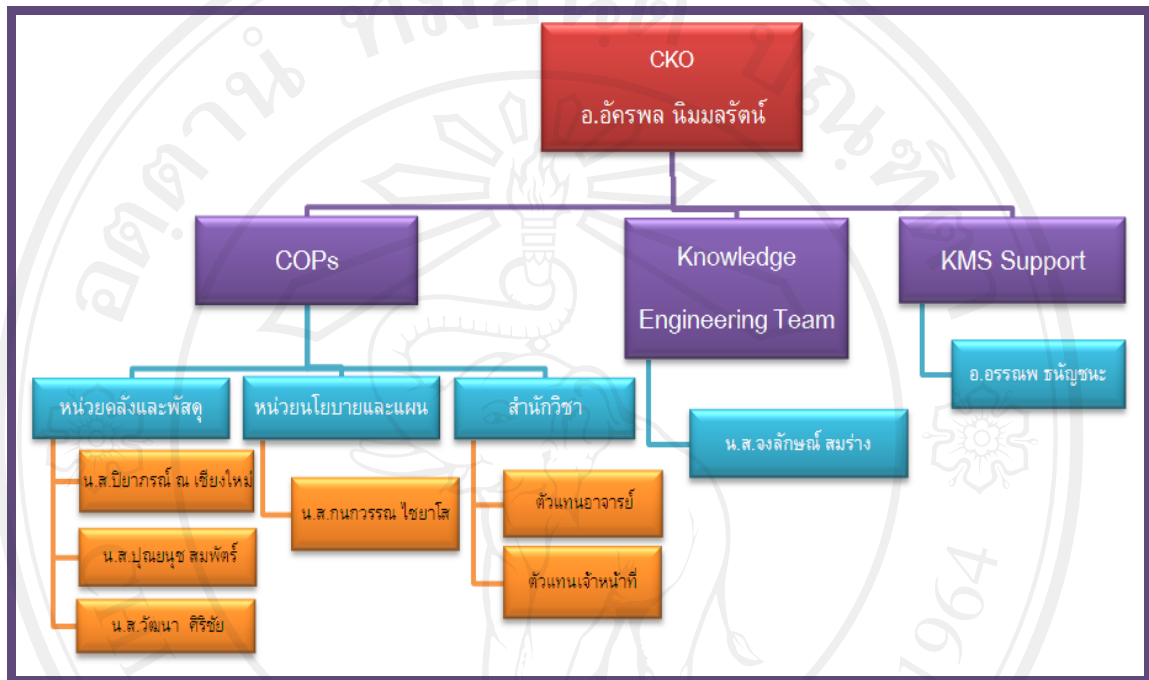 CKO
อ.อัครพล นิมมลรัตน์
COPs
Knowledge
Engineering Team
KMS Support
หน่วยคลังและพัสดุ
หน่วยนโยบายและแผน
สำนักวิชา
น.ส.จงลักษณ์ สมร่าง
อ.อรรณพ ธนัญชนะ
น.ส.ปิยาภรณ์ ณ เชียงใหม่
น.ส.ปุณยนุช สมพัตร์
น.ส.วัฒนา ศิริชัย
น.ส.กนกวรรณ ไชยาโส
ตัวแทนอาจารย์
ตัวแทนเจ้าหน้าที่
1964